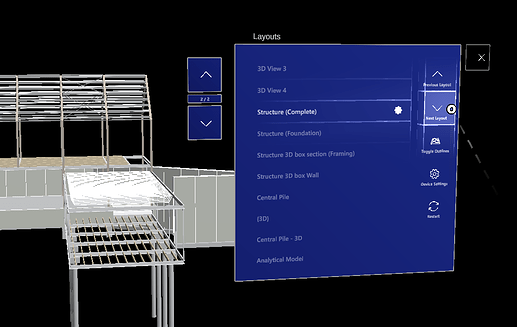 Layouts
3D View 3
Previous Layout
3D View 4
2 / 2
Structure (Complete)
Next layout
Structure (Foundation)
Toggle Outlines
Structure 3D box section (Framing)
Structure 3D box Wall
Device Settings
Central Pile
{3D}
Restart
Central Pile - 3D
Analytical Model